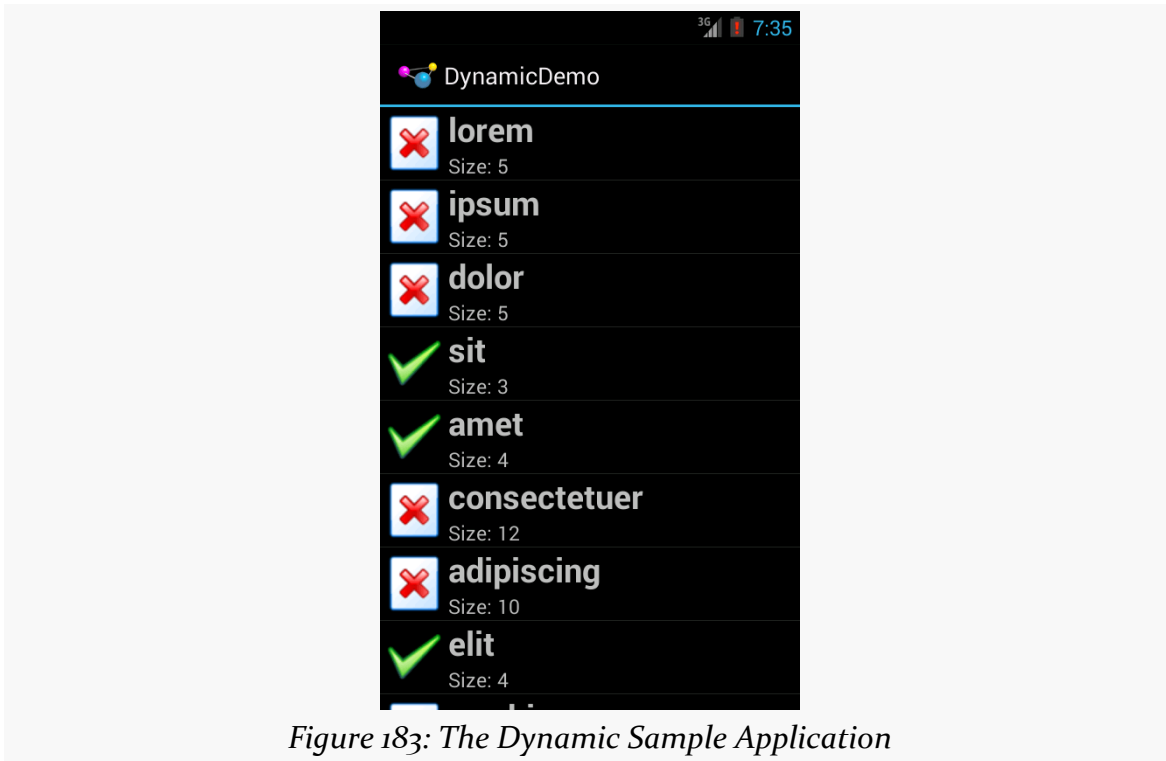 3G 7:35
DynamicDemo
lorem
Size: 5
ipsum
Size: 5
dolor
Size: 5
sit
Size: 3
amet
Size: 4
consectetuer
Size: 12
adipiscing
Size: 10
elit
Size: 4
Figure 183: The Dynamic Sample Application